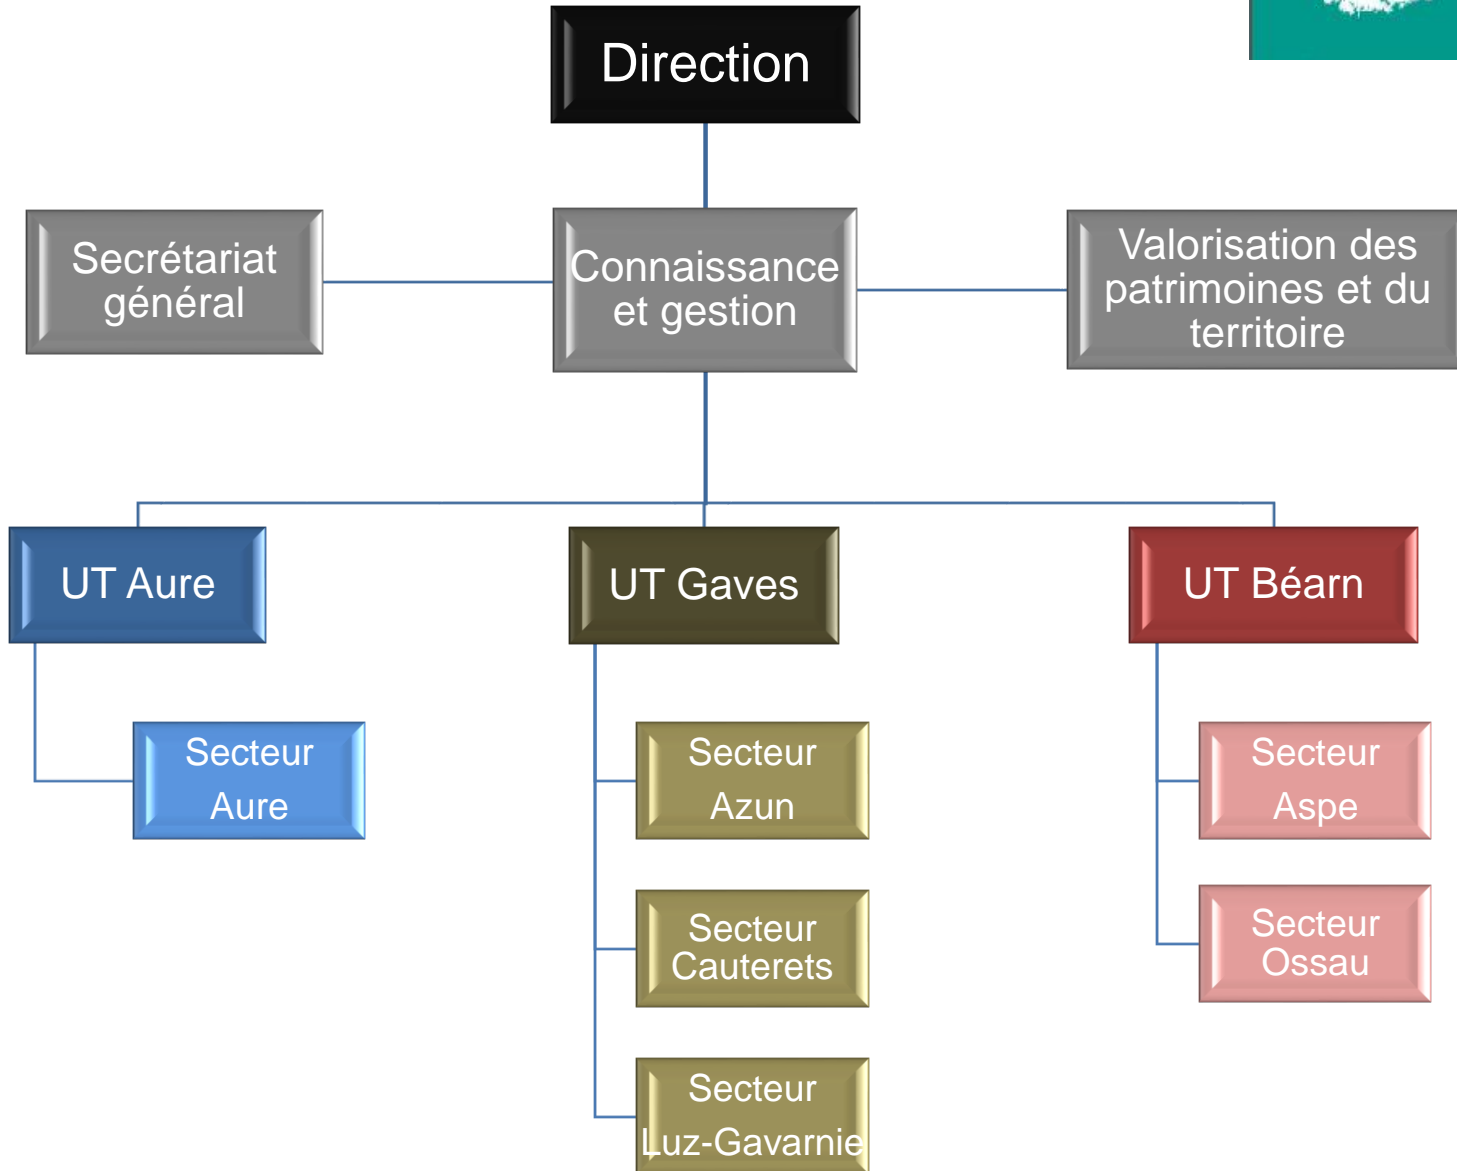 Direction
Secrétariat
général
Connaissance
et gestion
Valorisation des
patrimoines et du
territoire
UT Aure
UT Gaves
UT Béarn
Secteur
Aure
Secteur
Azun
Secteur
Aspe
Secteur
Cauterets
Secteur
Ossau
Secteur
Luz-Gavarnie